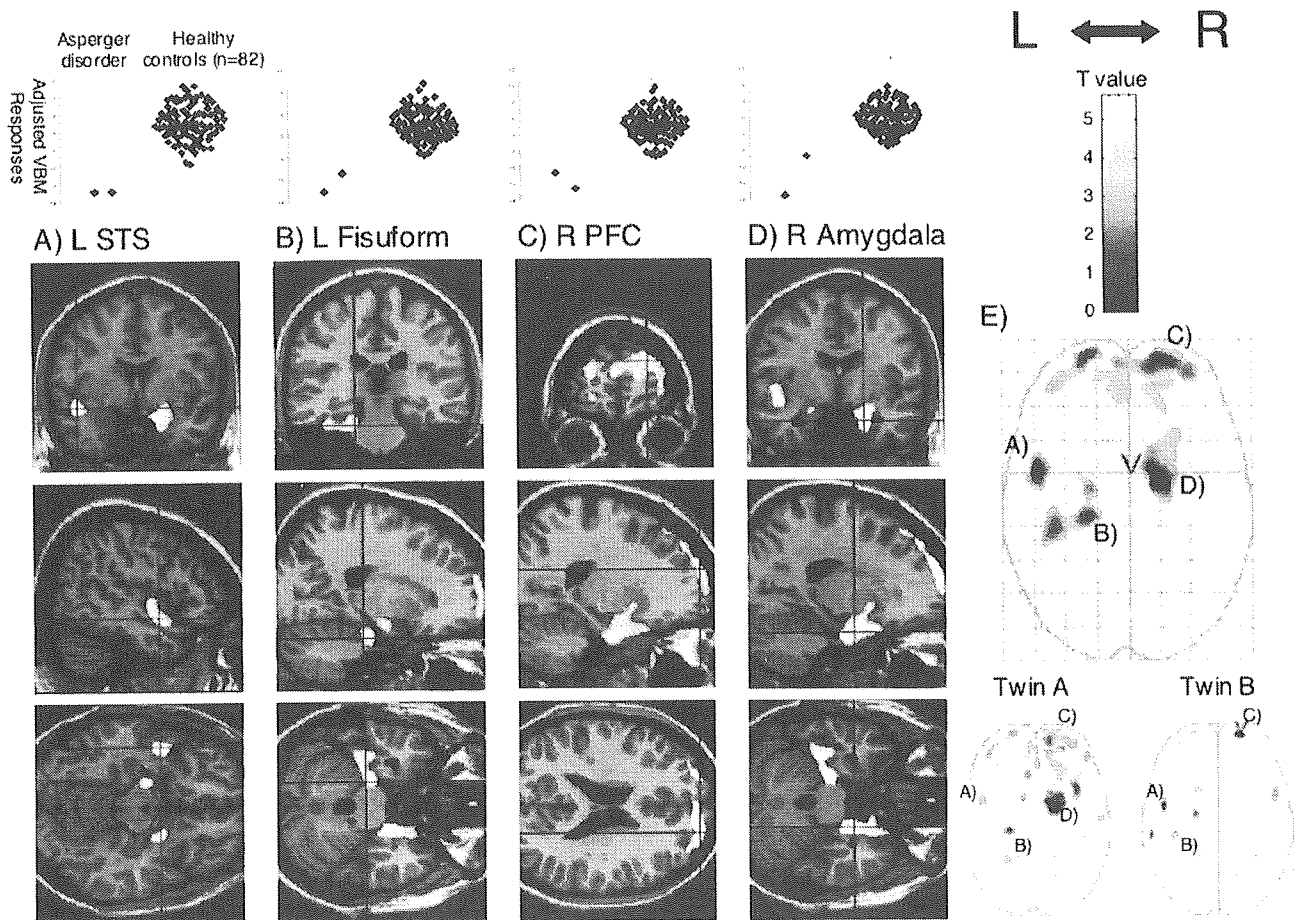 Asperger disorder
Healthy controls (n=82)
Adjusted VBM Responses
L R
T value
5
4
3
2
1
0
A) L STS
B) L Fisuform
C) R PFC
D) R Amygdala
E)
C)
A)
D)
B)
Twin A
C)
A)
D)
B)
Twin B
C)
A)
B)